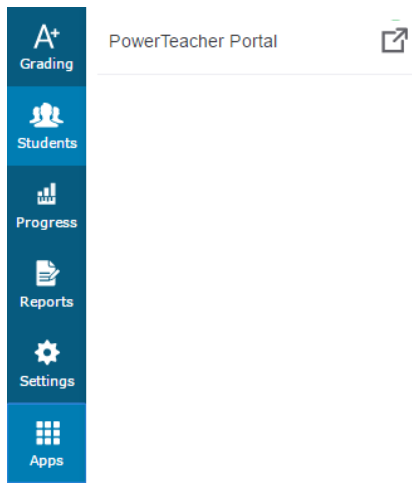 A+
Grading
PowerTeacher Portal
Students
Progress
Reports
Settings
Apps